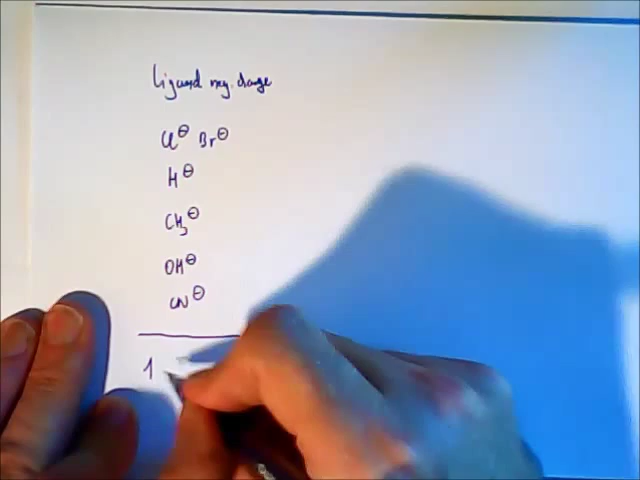 Ligand neg. charge
Cl⊖ Br⊖
H⊖
CH₃⊖
OH⊖
CN⊖
1